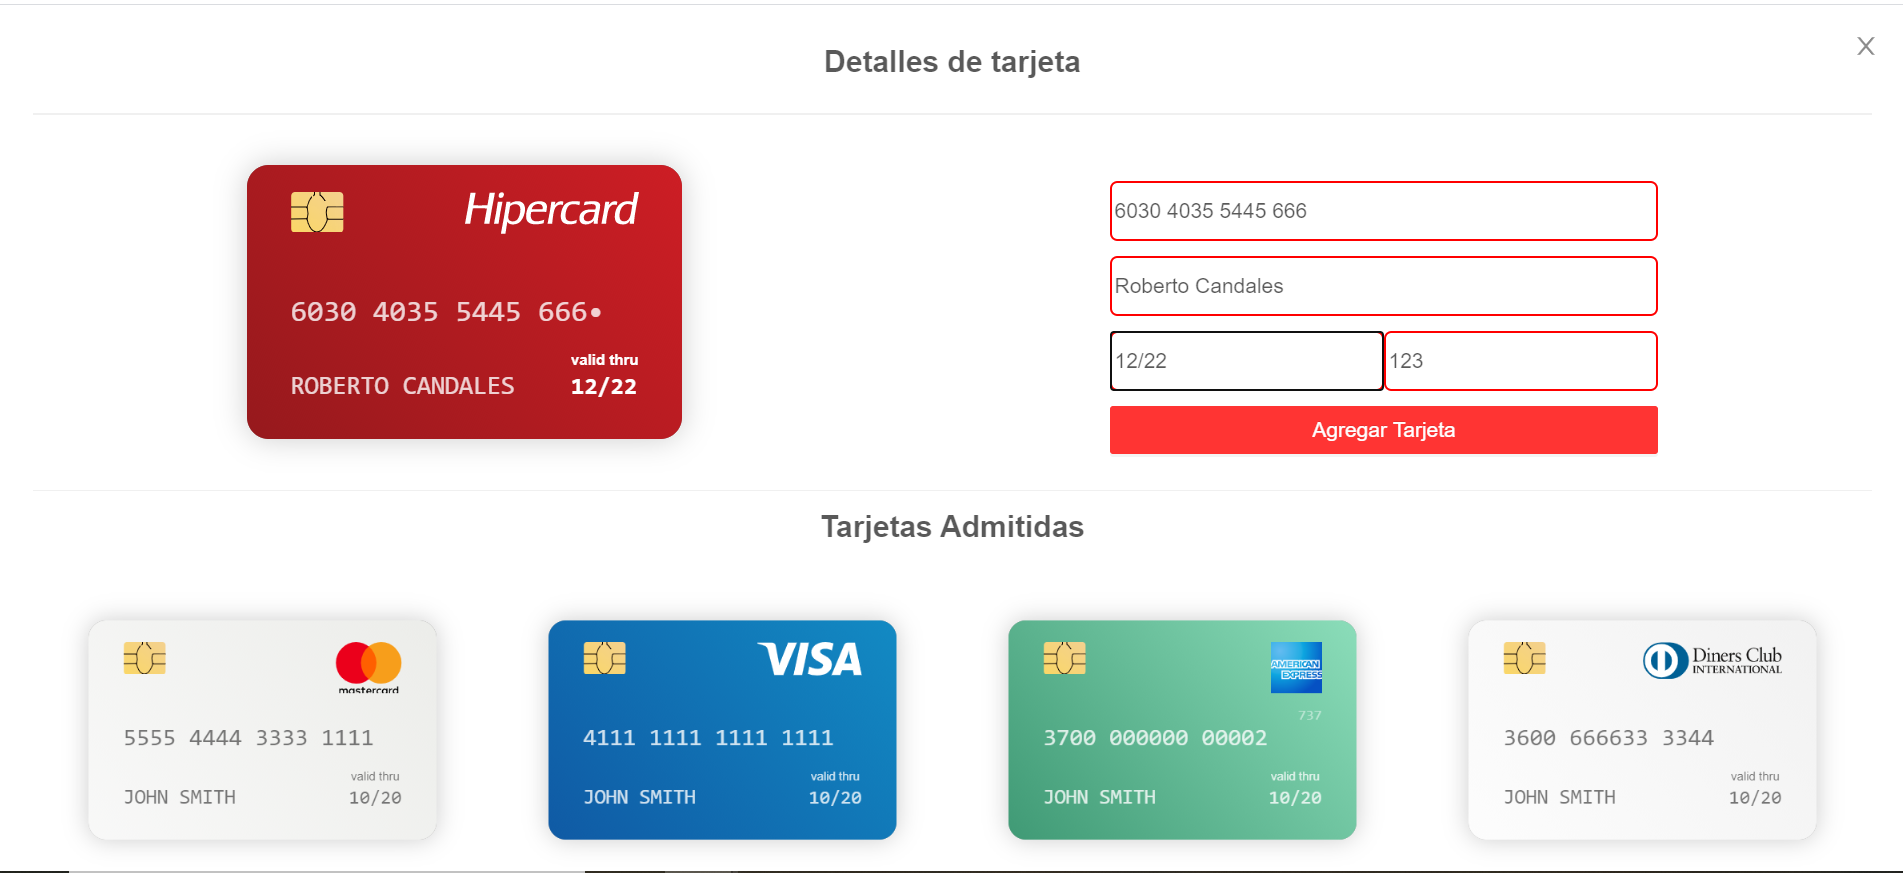 Detalles de tarjeta
X
Hipercard
6030 4035 5445 666•
valid thru
ROBERTO CANDALES 12/22
6030 4035 5445 666
Roberto Candales
12/22 123
Agregar Tarjeta
Tarjetas Admitidas
mastercard
5555 4444 3333 1111
valid thru
JOHN SMITH 10/20
VISA
4111 1111 1111 1111
valid thru
JOHN SMITH 10/20
AMERICAN
EXPRESS
737
3700 000000 00002
valid thru
JOHN SMITH 10/20
Diners Club
INTERNATIONAL
3600 666633 3344
valid thru
JOHN SMITH 10/20